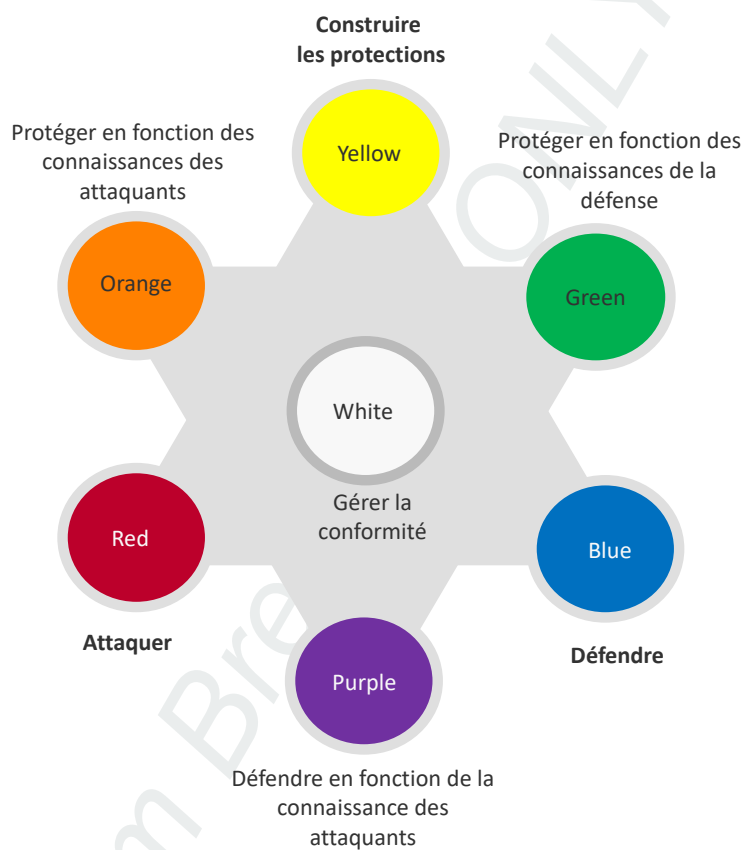 Construire
les protections
Yellow
Protéger en fonction des
connaissances des
attaquants
Protéger en fonction des
connaissances de la
défense
Orange
Green
White
Gérer la
conformité
Red
Blue
Attaquer
Défendre
Purple
Défendre en fonction de la
connaissance des
attaquants
ONLY